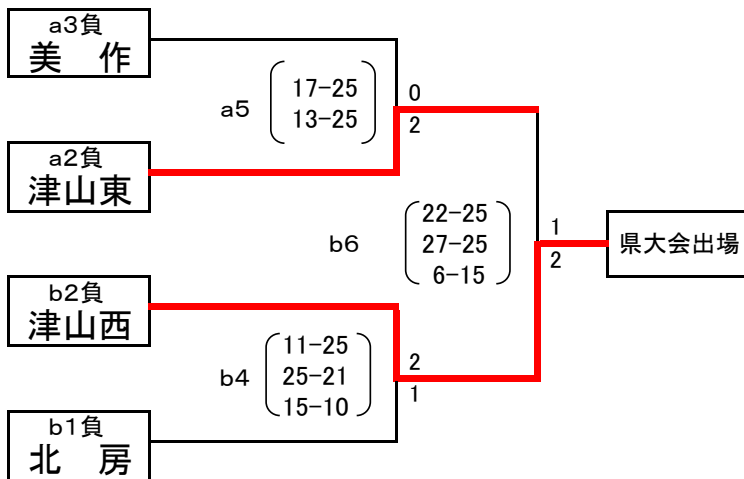 a3負
美 作
a5
17-25
13-25
0
2
a2負
津山東
b6
22-25
27-25
6-15
1
2
県大会出場
b2負
津山西
b4
11-25
25-21
15-10
2
1
b1負
北 房